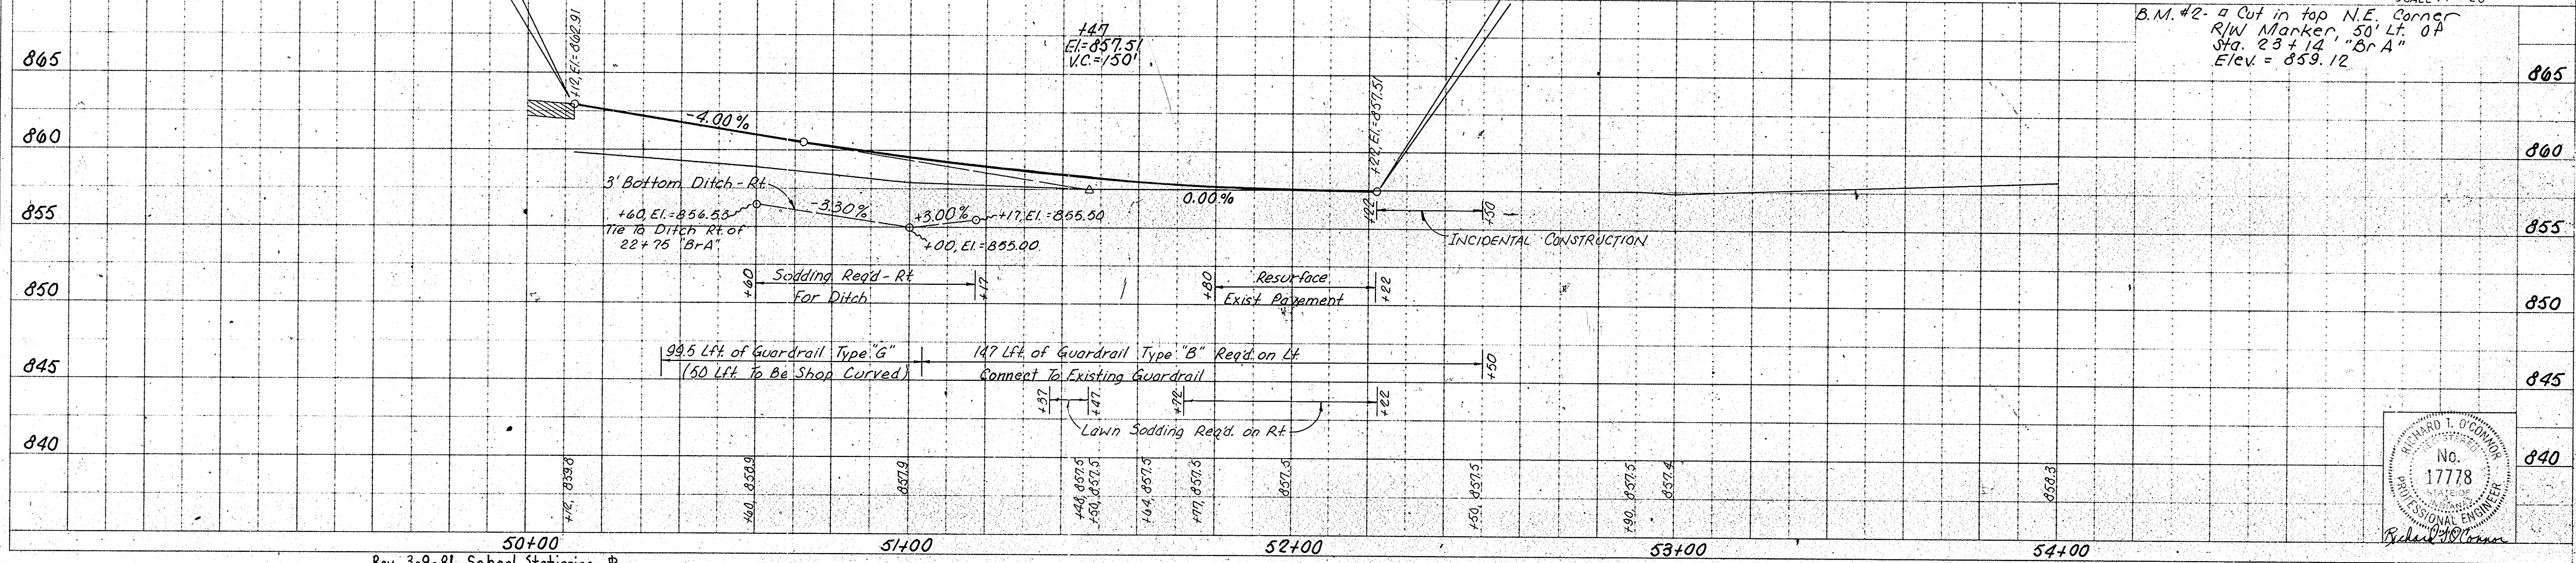 B.M. #2- □ Cut in top N.E. Corner
R/W Marker, 50' Lt. Of
Sta. 23+14 "Br A"
Elev. = 859.12
+12, El.=862.91
+47
El.=857.51
V.C.=150'
+22, El.=857.51
865
865
-4.00%
860
860
3' Bottom Ditch-Rt
-3.30%
+3.00%
+17, El.=855.50
0.00%
+22
+50
855
855
+60, El.=856.53
Tie To Ditch Rt. of
22+75 "Br A"
+00, El.=855.00
INCIDENTAL CONSTRUCTION
+60
Sodding Req'd-Rt
For Ditch
+17
+80
Resurface
Exist Pavement
+22
850
850
99.5 Lft. of Guardrail Type "G"
(50 Lft. To Be Shop Curved)
147 Lft. of Guardrail Type "B" Req'd. on Lt.
Connect To Existing Guardrail
+50
845
845
+37
+47
+72
+22
Lawn Sodding Req'd. on Rt.
840
840
+12, 859.8
+60, 858.9
857.9
+48, 857.5
+50, 857.5
+64, 857.5
+77, 857.5
857.5
+50, 857.5
+90, 857.5
857.4
858.3
RICHARD T. O'CONNOR
REGISTERED
No.
17778
STATE OF
INDIANA
PROFESSIONAL ENGINEER
Richard T O'Connor
50+00
51+00
52+00
53+00
54+00